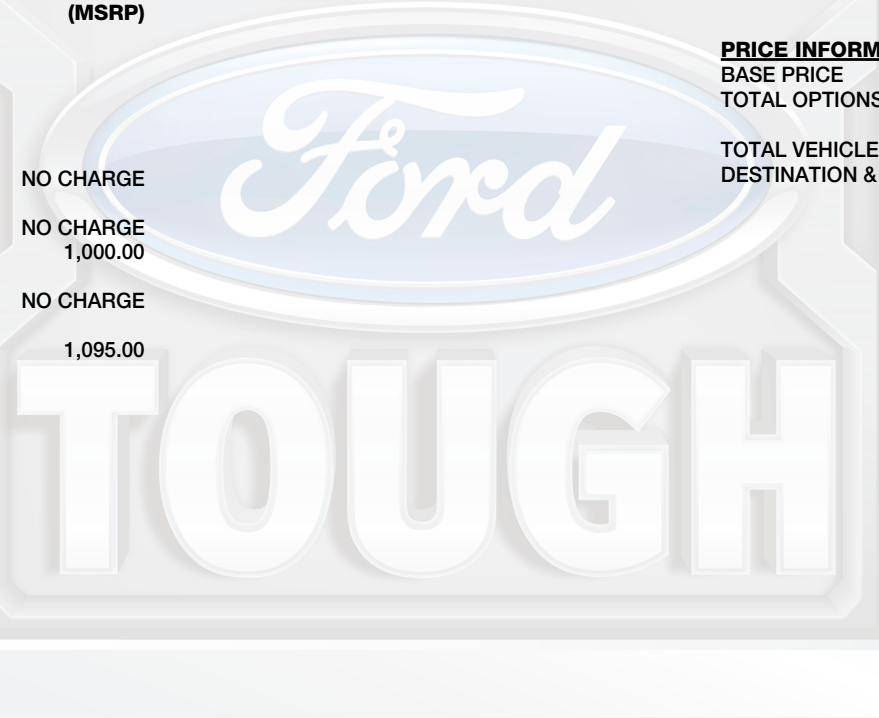 (MSRP)
PRICE INFORM
BASE PRICE
TOTAL OPTIONS
TOTAL VEHICLE
DESTINATION &
NO CHARGE
NO CHARGE
1,000.00
NO CHARGE
1,095.00
Ford
TOUGH